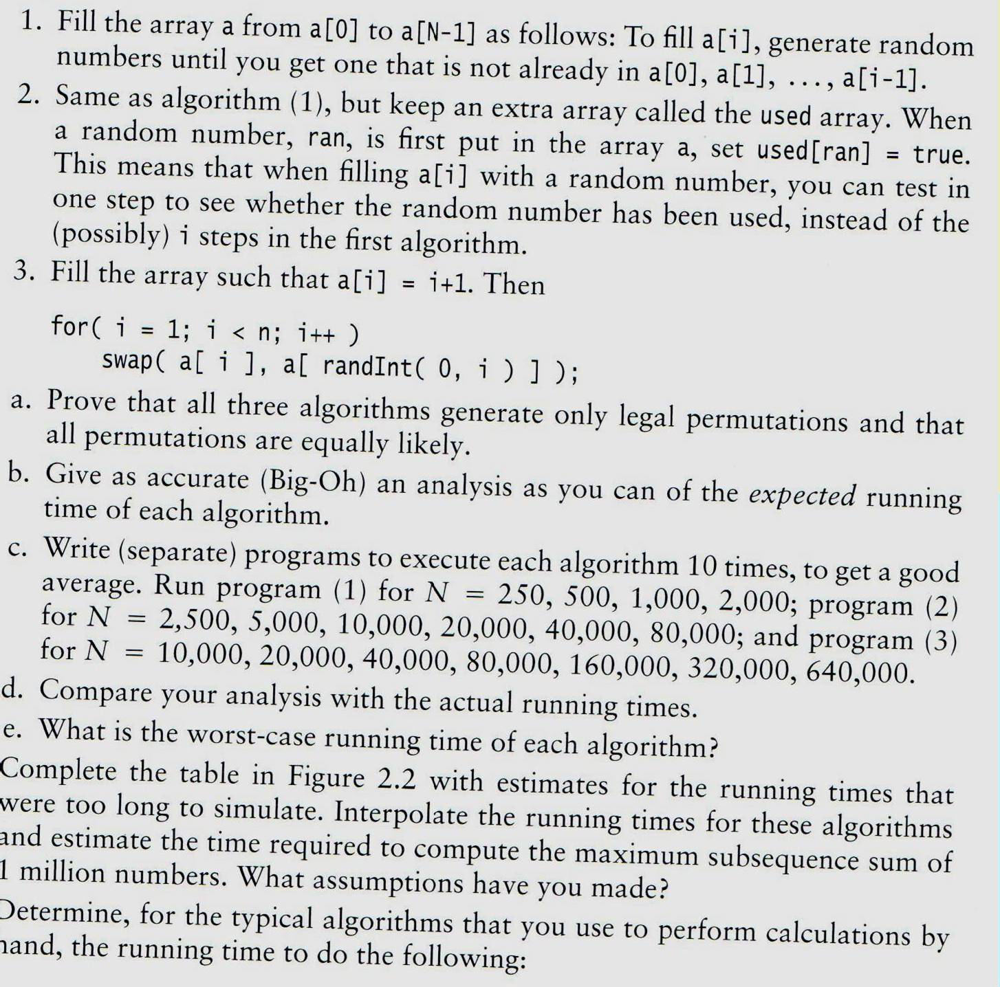 1. Fill the array a from a[0] to a[N-1] as follows: To fill a[i], generate random
numbers until you get one that is not already in a[0], a[1], ..., a[i-1].
2. Same as algorithm (1), but keep an extra array called the used array. When
a random number, ran, is first put in the array a, set used[ran] = true.
This means that when filling a[i] with a random number, you can test in
one step to see whether the random number has been used, instead of the
(possibly) i steps in the first algorithm.
3. Fill the array such that a[i] = i+1. Then
for( i = 1; i < n; i++ )
swap( a[ i ], a[ randInt( 0, i ) ] );
a. Prove that all three algorithms generate only legal permutations and that
all permutations are equally likely.
b. Give as accurate (Big-Oh) an analysis as you can of the expected running
time of each algorithm.
c. Write (separate) programs to execute each algorithm 10 times, to get a good
average. Run program (1) for N = 250, 500, 1,000, 2,000; program (2)
for N = 2,500, 5,000, 10,000, 20,000, 40,000, 80,000; and program (3)
for N = 10,000, 20,000, 40,000, 80,000, 160,000, 320,000, 640,000.
d. Compare your analysis with the actual running times.
e. What is the worst-case running time of each algorithm?
Complete the table in Figure 2.2 with estimates for the running times that
were too long to simulate. Interpolate the running times for these algorithms
and estimate the time required to compute the maximum subsequence sum of
1 million numbers. What assumptions have you made?
Determine, for the typical algorithms that you use to perform calculations by
hand, the running time to do the following: